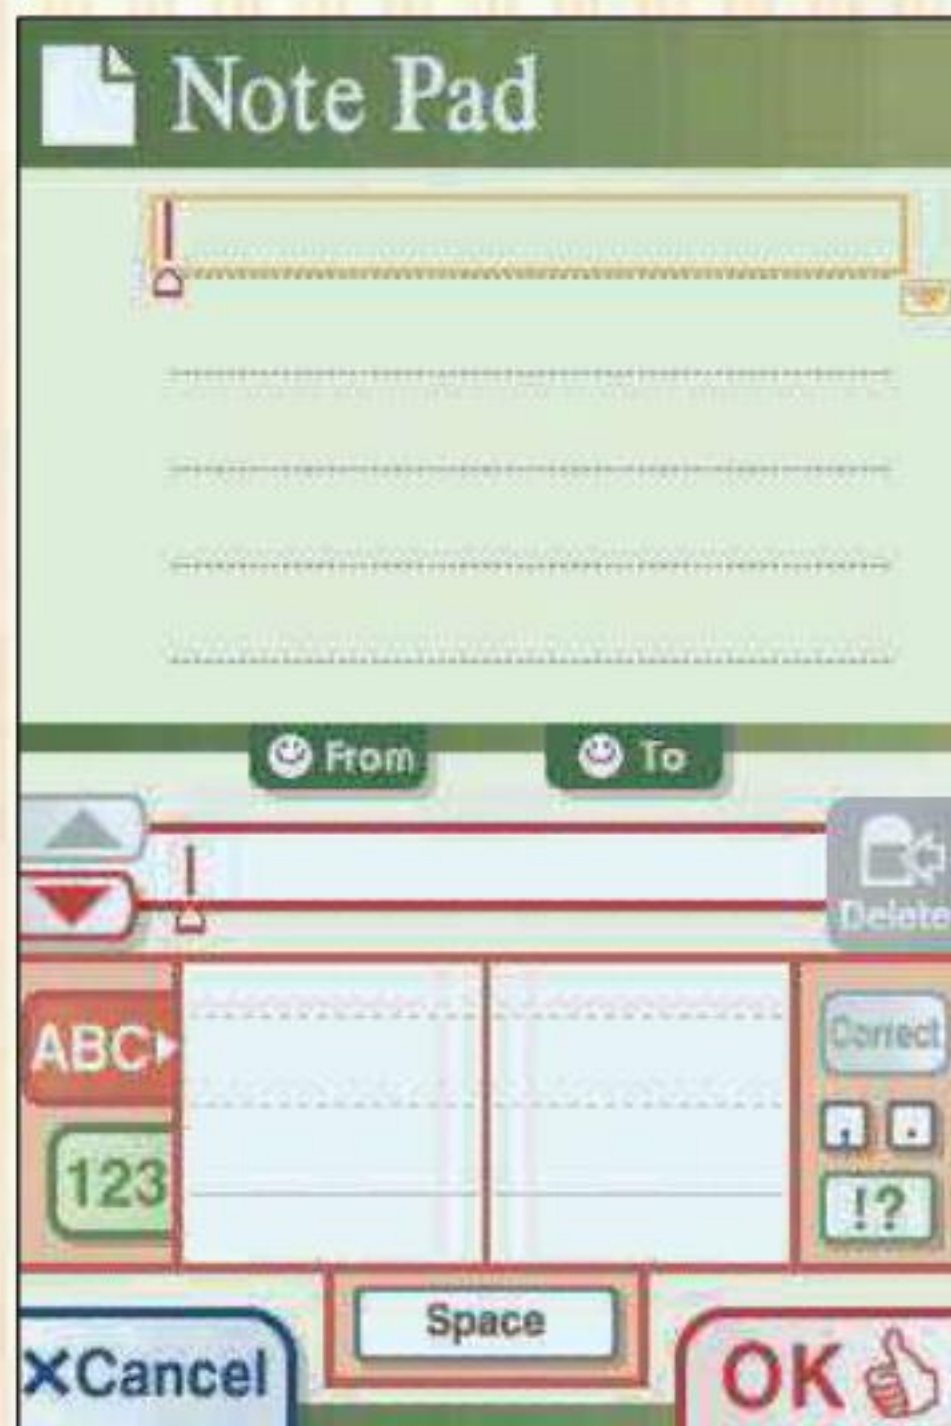 Note Pad
From To
Delete
ABC
Correct
, .
123
!?
Space
×Cancel
OK